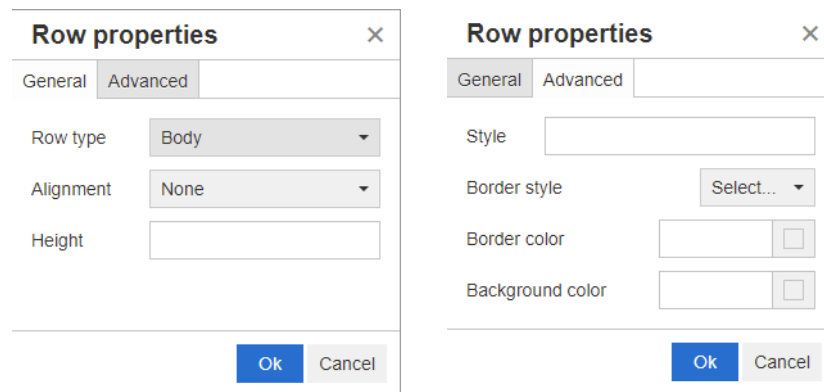 Row properties ×
General Advanced
Row type Body
Alignment None
Height
Ok Cancel
Row properties ×
General Advanced
Style
Border style Select...
Border color
Background color
Ok Cancel